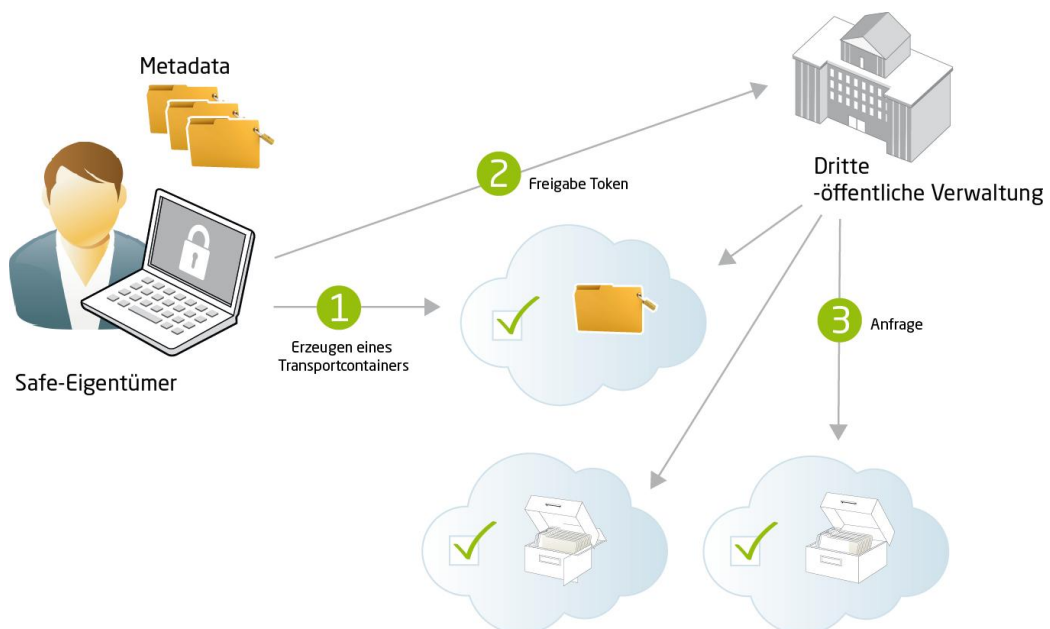 Metadata
2
Freigabe Token
Dritte
-öffentliche Verwaltung
1
Erzeugen eines
Transportcontainers
3
Anfrage
Safe-Eigentümer